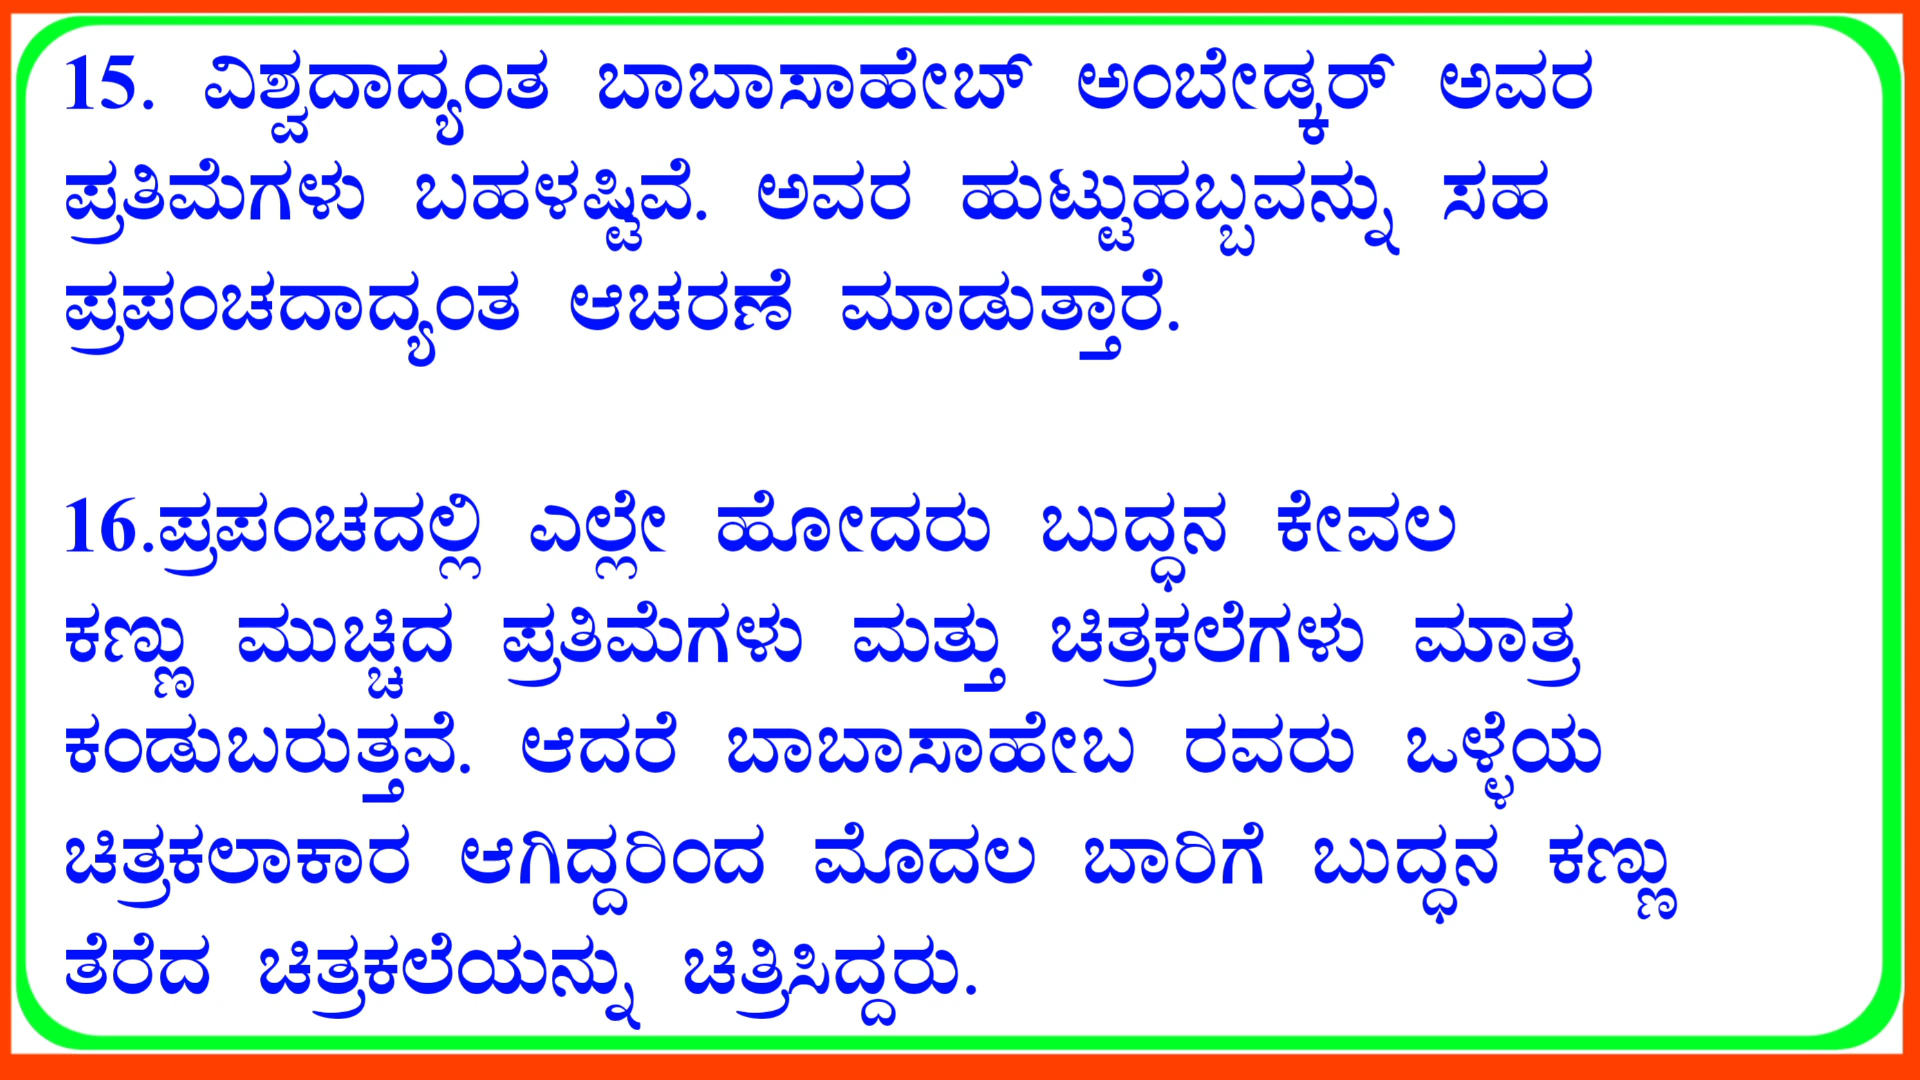 15. ವಿಶ್ವದಾದ್ಯಂತ ಬಾಬಾಸಾಹೇಬ್ ಅಂಬೇಡ್ಕರ್ ಅವರ
ಪ್ರತಿಮೆಗಳು ಬಹಳಷ್ಟಿವೆ. ಅವರ ಹುಟ್ಟುಹಬ್ಬವನ್ನು ಸಹ
ಪ್ರಪಂಚದಾದ್ಯಂತ ಆಚರಣೆ ಮಾಡುತ್ತಾರೆ.
16.ಪ್ರಪಂಚದಲ್ಲಿ ಎಲ್ಲೇ ಹೋದರು ಬುದ್ಧನ ಕೇವಲ
ಕಣ್ಣು ಮುಚ್ಚಿದ ಪ್ರತಿಮೆಗಳು ಮತ್ತು ಚಿತ್ರಕಲೆಗಳು ಮಾತ್ರ
ಕಂಡುಬರುತ್ತವೆ. ಆದರೆ ಬಾಬಾಸಾಹೇಬ ರವರು ಒಳ್ಳೆಯ
ಚಿತ್ರಕಲಾಕಾರ ಆಗಿದ್ದರಿಂದ ಮೊದಲ ಬಾರಿಗೆ ಬುದ್ಧನ ಕಣ್ಣು
ತೆರೆದ ಚಿತ್ರಕಲೆಯನ್ನು ಚಿತ್ರಿಸಿದ್ದರು.